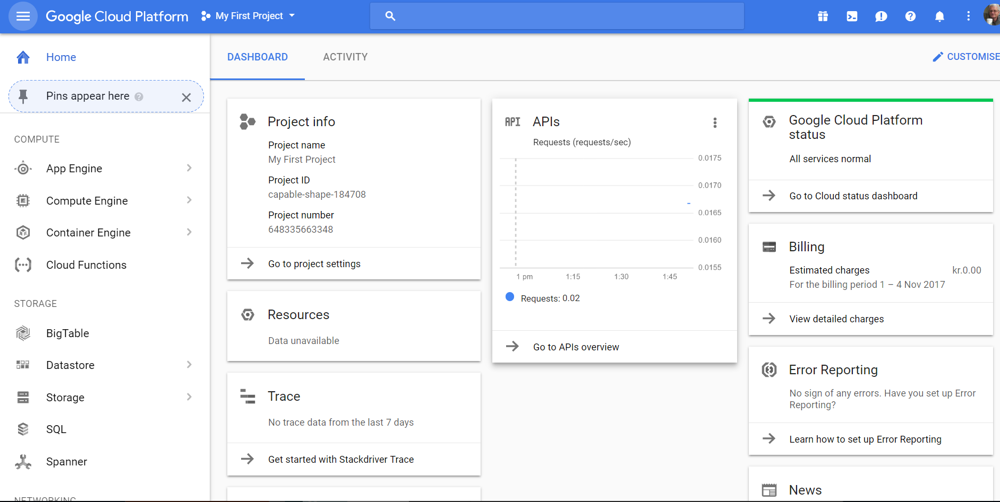 Google Cloud Platform
My First Project
Home
Pins appear here
COMPUTE
App Engine
Compute Engine
Container Engine
Cloud Functions
STORAGE
BigTable
Datastore
Storage
SQL
Spanner
NETWORKING
DASHBOARD
ACTIVITY
CUSTOMISE
Project info
Project name
My First Project
Project ID
capable-shape-184708
Project number
648335663348
Go to project settings
Resources
Data unavailable
Trace
No trace data from the last 7 days
Get started with Stackdriver Trace
API APIs
Requests (requests/sec)
0.0175
0.0170
0.0165
0.0160
0.0155
1 pm 1:15 1:30 1:45
Requests: 0.02
Go to APIs overview
Google Cloud Platform
status
All services normal
Go to Cloud status dashboard
Billing
Estimated charges kr.0.00
For the billing period 1 – 4 Nov 2017
View detailed charges
Error Reporting
No sign of any errors. Have you set up Error
Reporting?
Learn how to set up Error Reporting
News